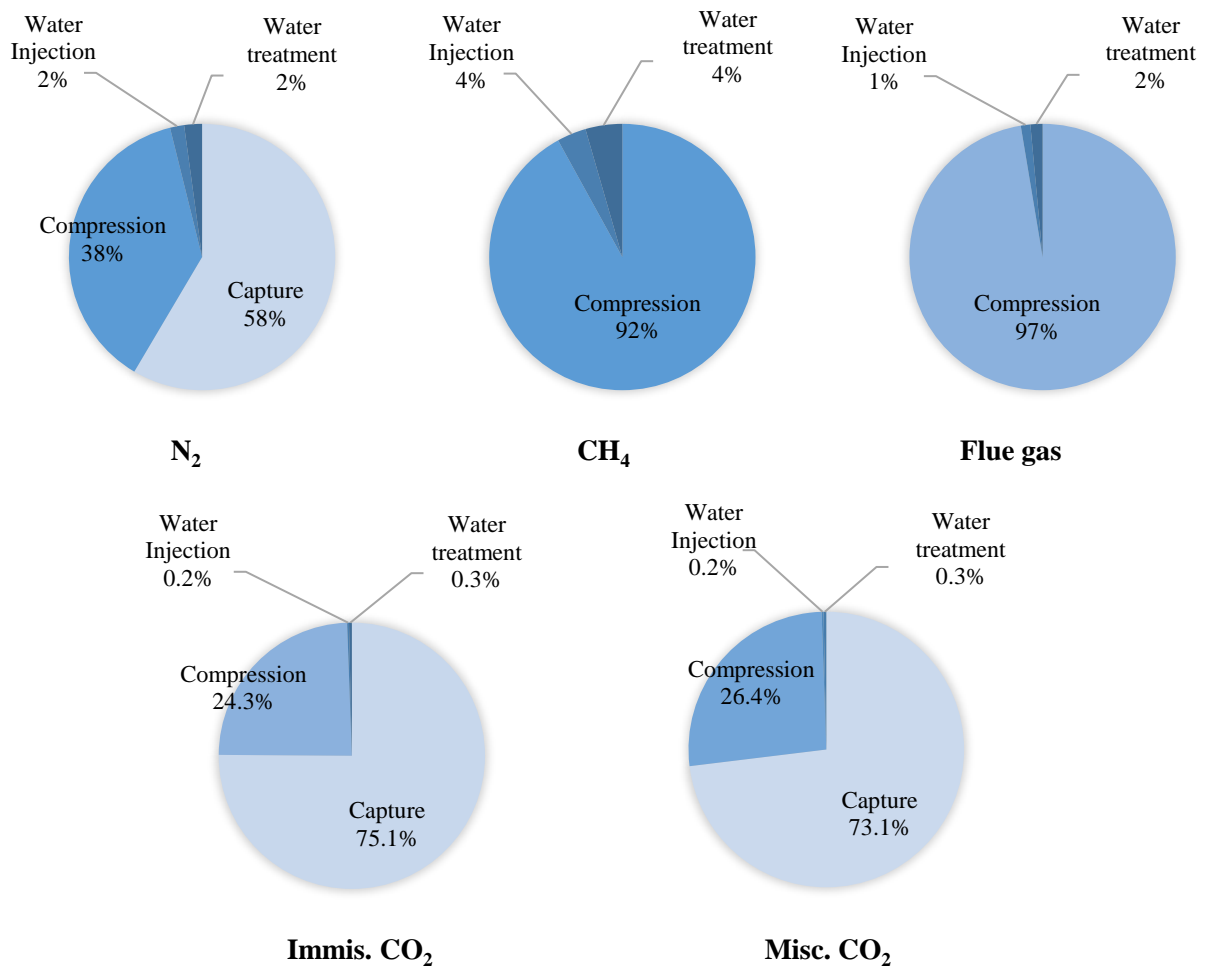 Water
Injection
2%
Water
treatment
2%
Compression
38%
Capture
58%
N₂
Water
Injection
4%
Water
treatment
4%
Compression
92%
CH₄
Water
Injection
1%
Water
treatment
2%
Compression
97%
Flue gas
Water
Injection
0.2%
Water
treatment
0.3%
Compression
24.3%
Capture
75.1%
Immis. CO₂
Water
Injection
0.2%
Water
treatment
0.3%
Compression
26.4%
Capture
73.1%
Misc. CO₂